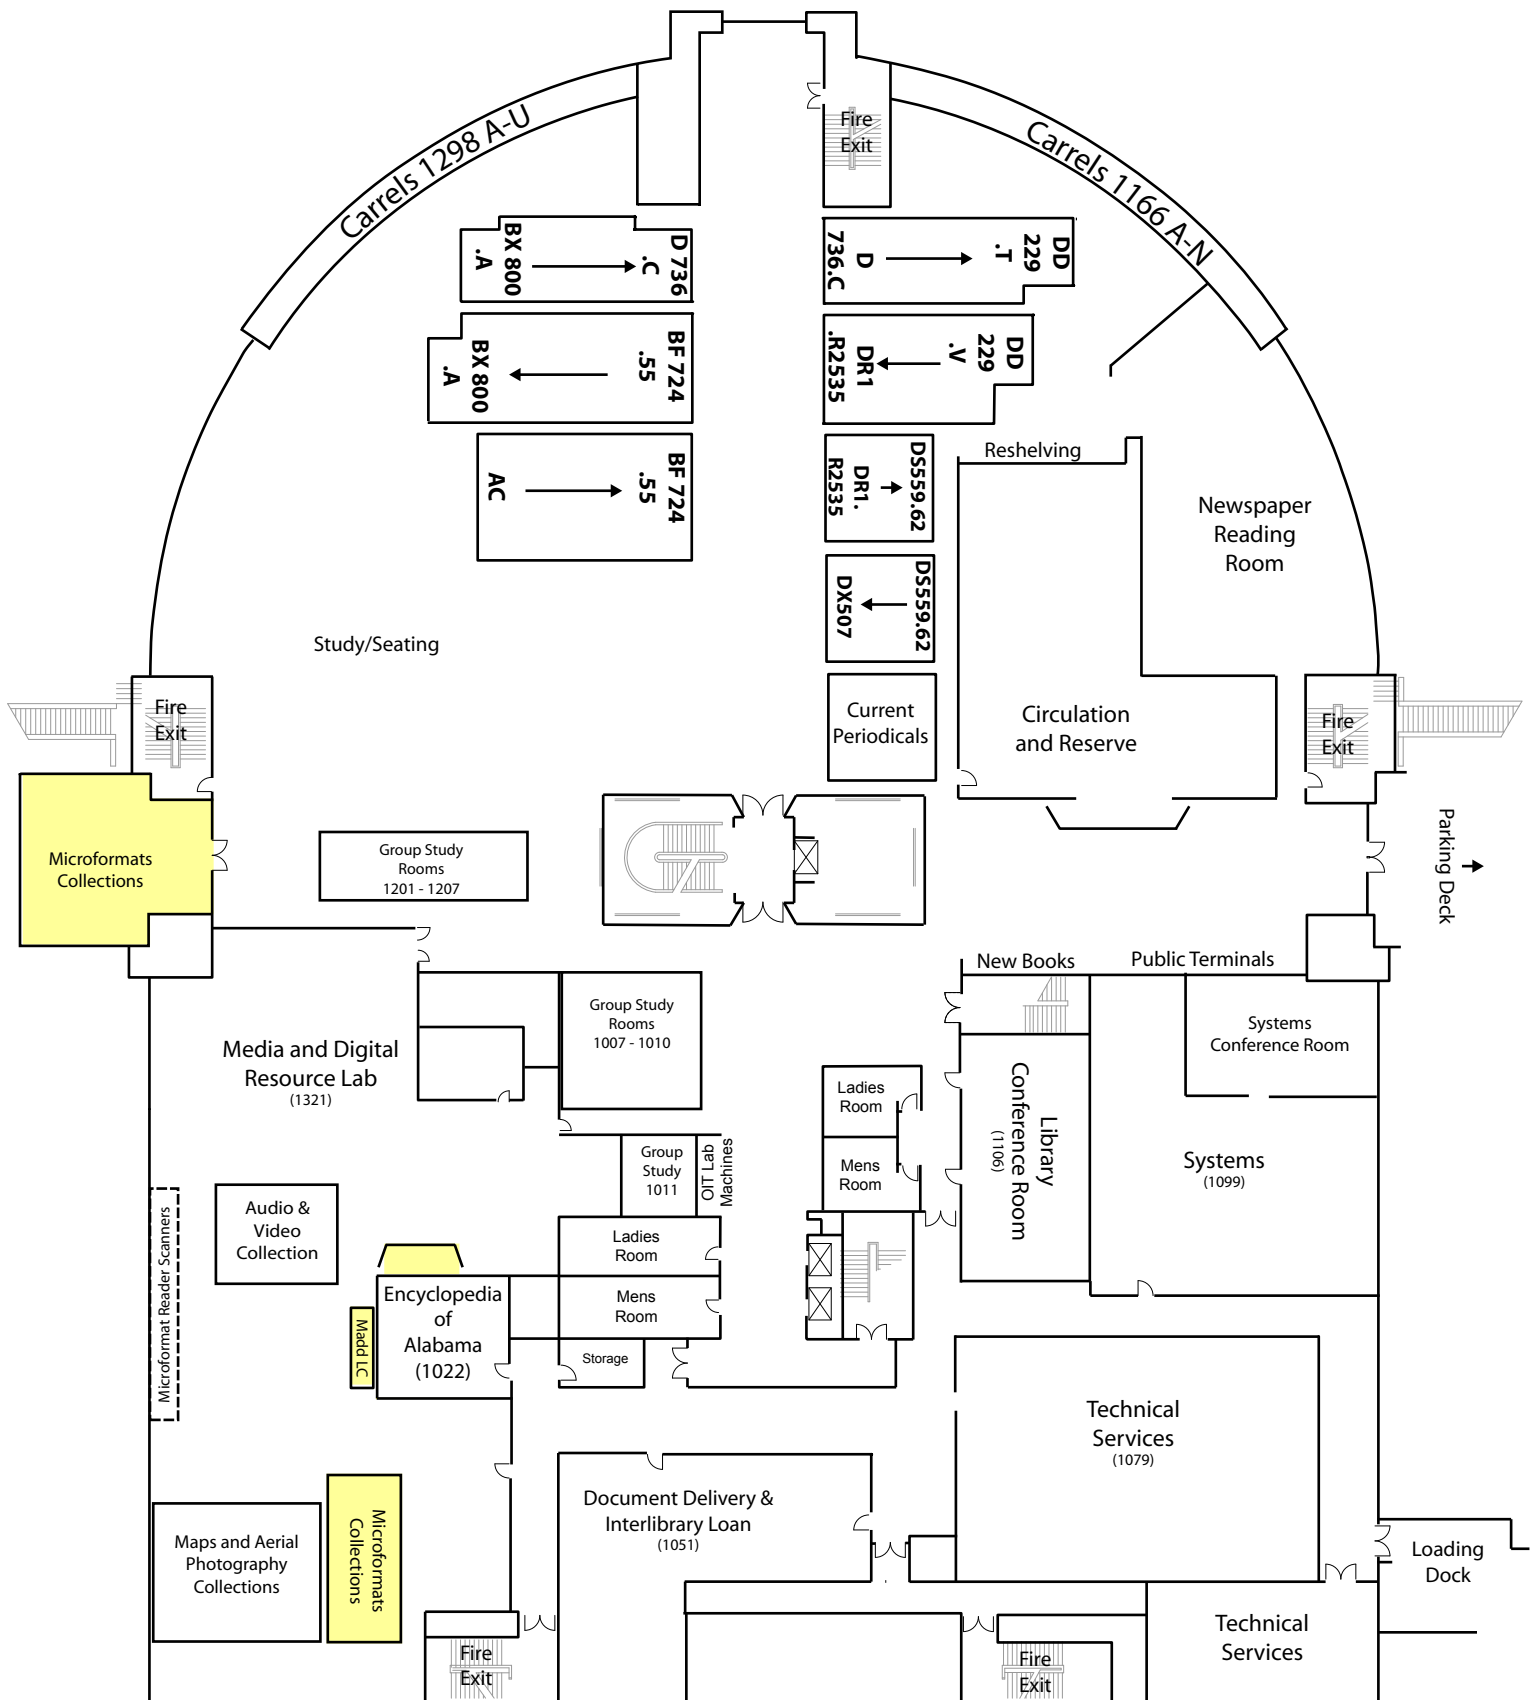 Carrels 1298 A-U
Fire
Exit
Carrels 1166 A-N
BX 800
.A
D 736
.C
D
736.C
DD
229
.T
BX 800
.A
BF 724
.55
DR1
.R2535
DD
229
.V
AC
BF 724
.55
DR1.
R2535
DS559.62
Reshelving
Newspaper
Reading
Room
DX507
DS559.62
Study/Seating
Fire
Exit
Current
Periodicals
Circulation
and Reserve
Fire
Exit
Microformats
Collections
Group Study
Rooms
1201 - 1207
Parking Deck
New Books
Public Terminals
Group Study
Rooms
1007 - 1010
Systems
Conference Room
Media and Digital
Resource Lab
(1321)
Ladies
Room
Library
Conference Room
(1106)
Group
Study
1011
OIT Lab
Machines
Mens
Room
Systems
(1099)
Microformat Reader Scanners
Audio &
Video
Collection
Ladies
Room
Encyclopedia
of
Alabama
(1022)
Madd LC
Mens
Room
Storage
Technical
Services
(1079)
Document Delivery &
Interlibrary Loan
(1051)
Maps and Aerial
Photography
Collections
Microformats
Collections
Loading
Dock
Technical
Services
Fire
Exit
Fire
Exit